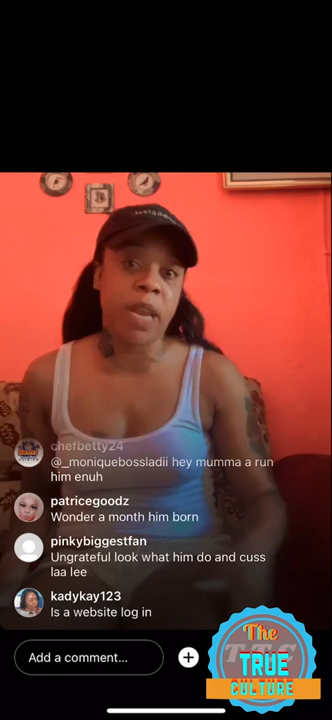 chefbetty24
@_moniquebossladii hey mumma a run
him enuh
patricegoodz
Wonder a month him born
pinkybiggestfan
Ungrateful look what him do and cuss
laa lee
kadykay123
Is a website log in
Add a comment...
The
TRUE
CULTURE